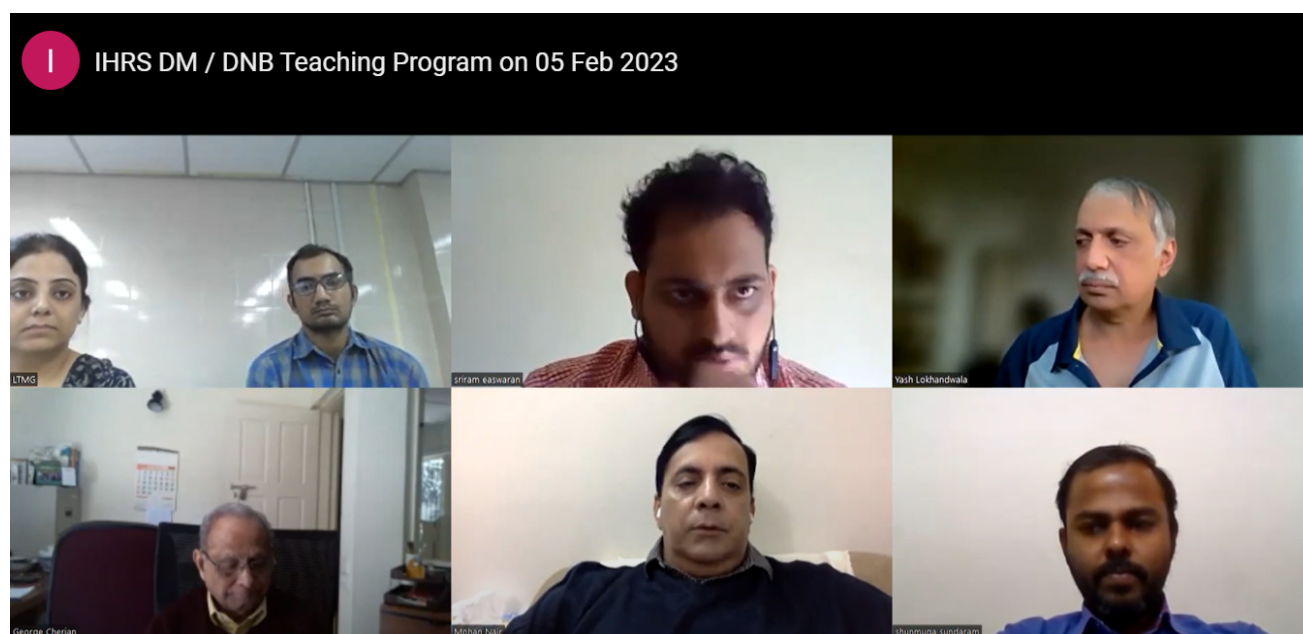 I
IHRS DM / DNB Teaching Program on 05 Feb 2023
LTMG
sriram easwaran
Yash Lokhandwala
George Cherian
Mohan Nair
shunmuga sundaram